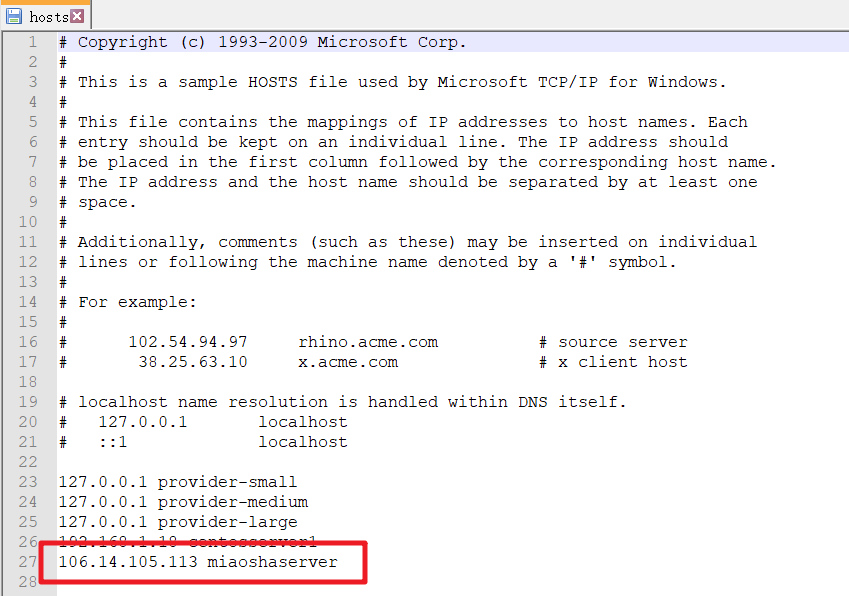 hosts
1 # Copyright (c) 1993-2009 Microsoft Corp.
2 #
3 # This is a sample HOSTS file used by Microsoft TCP/IP for Windows.
4 #
5 # This file contains the mappings of IP addresses to host names. Each
6 # entry should be kept on an individual line. The IP address should
7 # be placed in the first column followed by the corresponding host name.
8 # The IP address and the host name should be separated by at least one
9 # space.
10 #
11 # Additionally, comments (such as these) may be inserted on individual
12 # lines or following the machine name denoted by a '#' symbol.
13 #
14 # For example:
15 #
16 #      102.54.94.97     rhino.acme.com          # source server
17 #       38.25.63.10     x.acme.com              # x client host
18
19 # localhost name resolution is handled within DNS itself.
20 #   127.0.0.1       localhost
21 #   ::1             localhost
22
23 127.0.0.1 provider-small
24 127.0.0.1 provider-medium
25 127.0.0.1 provider-large
26 192.168.1.18 centosserver1
27 106.14.105.113 miaoshaserver
28